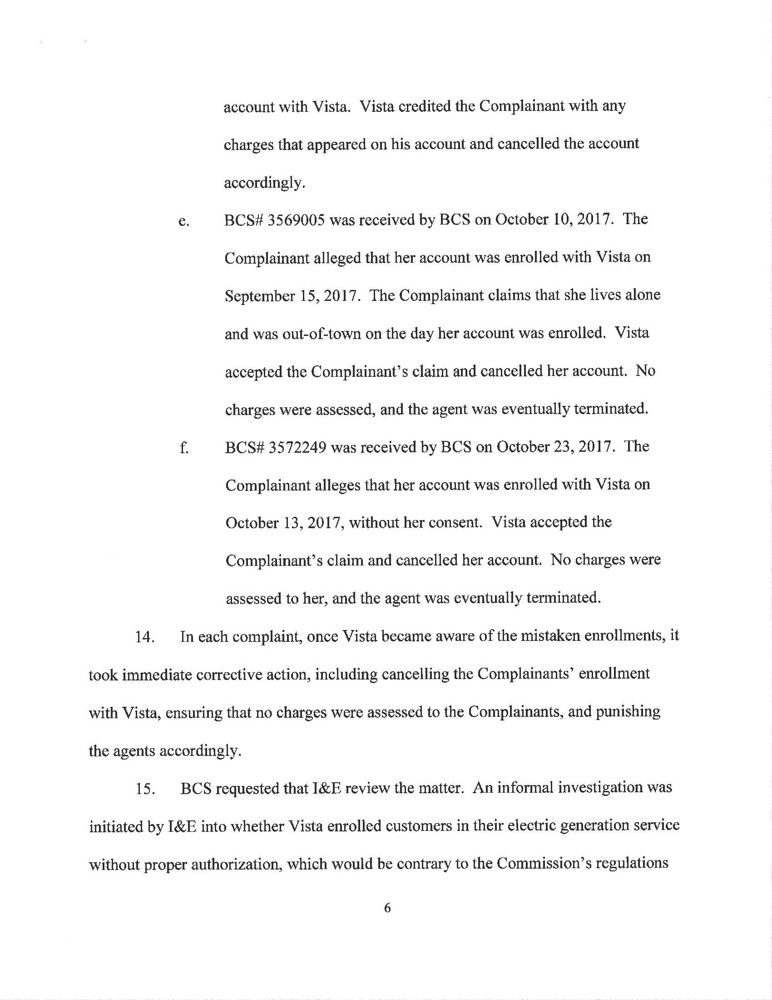 account with Vista. Vista credited the Complainant with any
charges that appeared on his account and cancelled the account
accordingly.
e. BCS# 3569005 was received by BCS on October 10, 2017. The
Complainant alleged that her account was enrolled with Vista on
September 15, 2017. The Complainant claims that she lives alone
and was out-of-town on the day her account was enrolled. Vista
accepted the Complainant's claim and cancelled her account. No
charges were assessed, and the agent was eventually terminated.
f. BCS# 3572249 was received by BCS on October 23, 2017. The
Complainant alleges that her account was enrolled with Vista on
October 13, 2017, without her consent. Vista accepted the
Complainant's claim and cancelled her account. No charges were
assessed to her, and the agent was eventually terminated.
14. In each complaint, once Vista became aware of the mistaken enrollments, it
took immediate corrective action, including cancelling the Complainants' enrollment
with Vista, ensuring that no charges were assessed to the Complainants, and punishing
the agents accordingly.
15. BCS requested that I&E review the matter. An informal investigation was
initiated by I&E into whether Vista enrolled customers in their electric generation service
without proper authorization, which would be contrary to the Commission's regulations
6